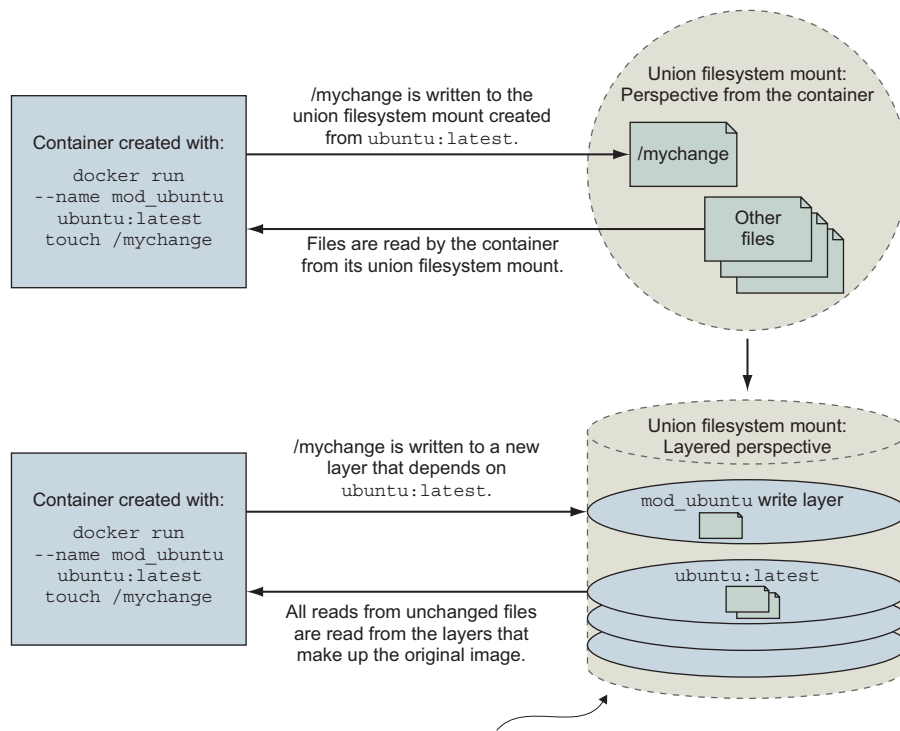 Union filesystem mount:
Perspective from the container
/mychange is written to the
union filesystem mount created
from ubuntu:latest.
Container created with:
docker run
--name mod_ubuntu
ubuntu:latest
touch /mychange
/mychange
Other
files
Files are read by the container
from its union filesystem mount.
Union filesystem mount:
Layered perspective
/mychange is written to a new
layer that depends on
ubuntu:latest.
Container created with:
docker run
--name mod_ubuntu
ubuntu:latest
touch /mychange
mod_ubuntu write layer
ubuntu:latest
All reads from unchanged files
are read from the layers that
make up the original image.